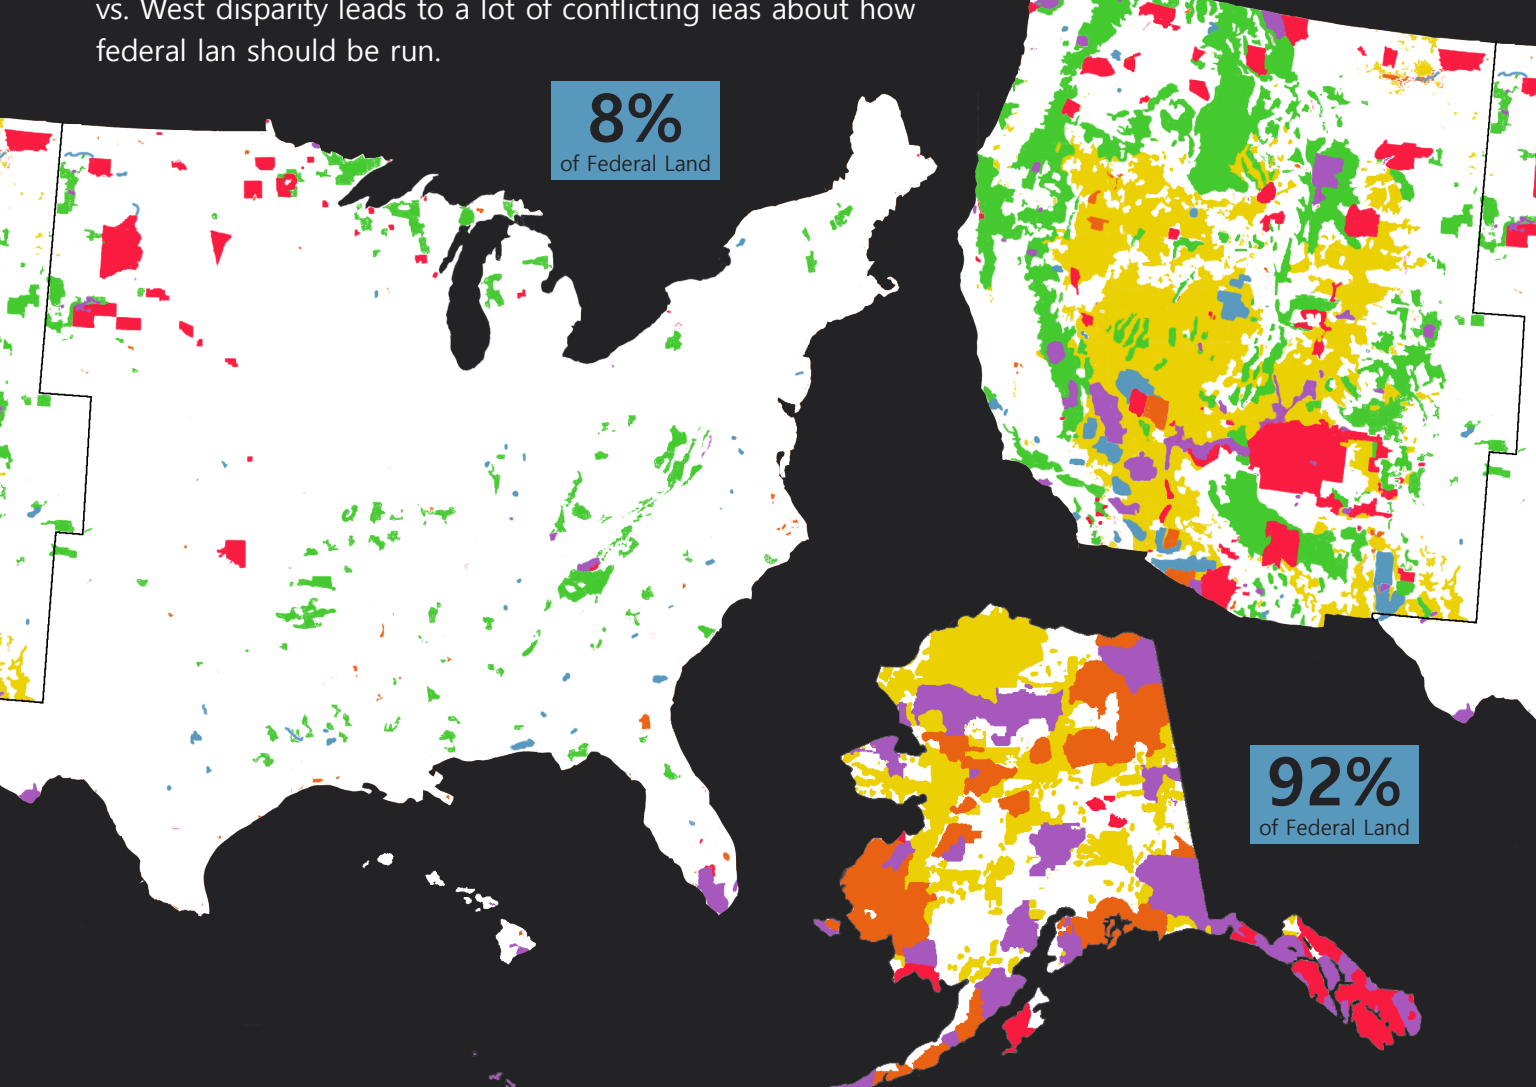 vs. West disparity leads to a lot of conflicting ieas about how
federal lan should be run.
8%
of Federal Land
92%
of Federal Land